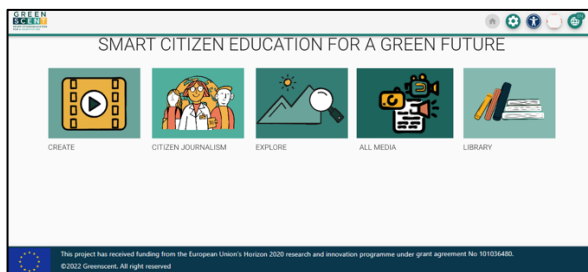 GREEN
SCENT
SMART CITIZEN EDUCATION FOR A GREEN FUTURE
CREATE
CITIZEN JOURNALISM
EXPLORE
ALL MEDIA
LIBRARY
This project has received funding from the European Union's Horizon 2020 research and innovation programme under grant agreement No 101036480.
©2022 Greenscent. All right reserved